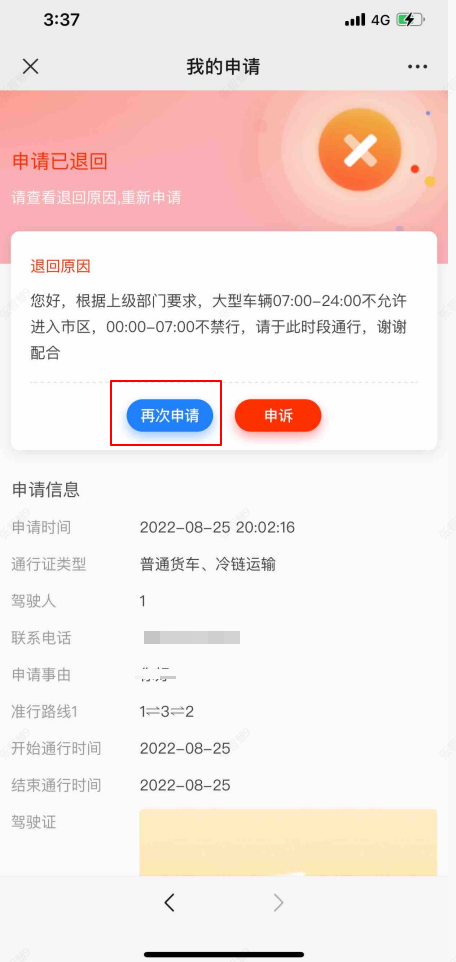 3:37
4G
我的申请
申请已退回
请查看退回原因,重新申请
退回原因
您好，根据上级部门要求，大型车辆07:00-24:00不允许
进入市区，00:00-07:00不禁行，请于此时段通行，谢谢
配合
再次申请 申诉
申请信息
申请时间 2022-08-25 20:02:16
通行证类型 普通货车、冷链运输
驾驶人 1
联系电话
申请事由
准行路线1 1⇌3⇌2
开始通行时间 2022-08-25
结束通行时间 2022-08-25
驾驶证